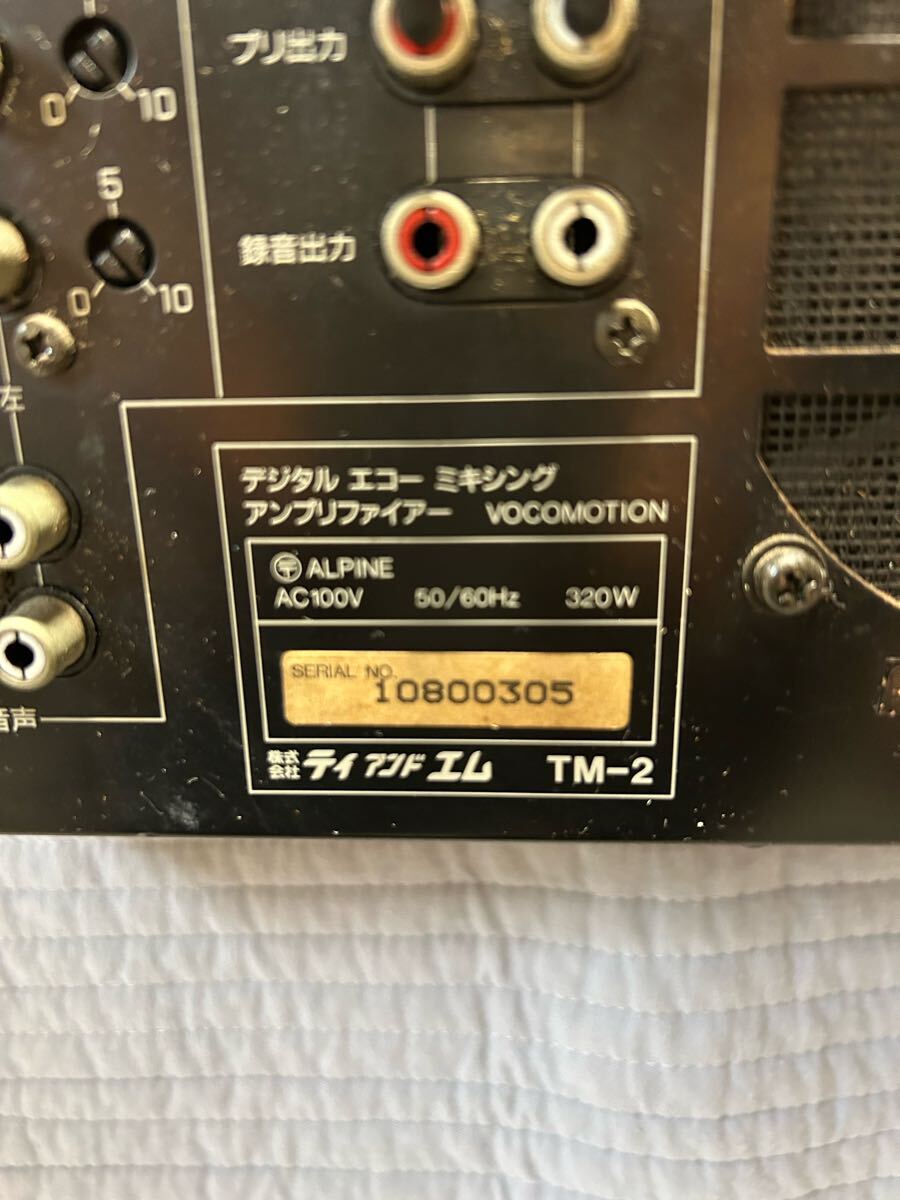 プリ出力
0 10
5
録音出力
0 10
左
デジタル エコー ミキシング
アンプリファイアー VOCOMOTION
〒 ALPINE
AC100V 50/60Hz 320W
SERIAL NO.
10800305
音声
株式会社 ティ アンド エム TM-2